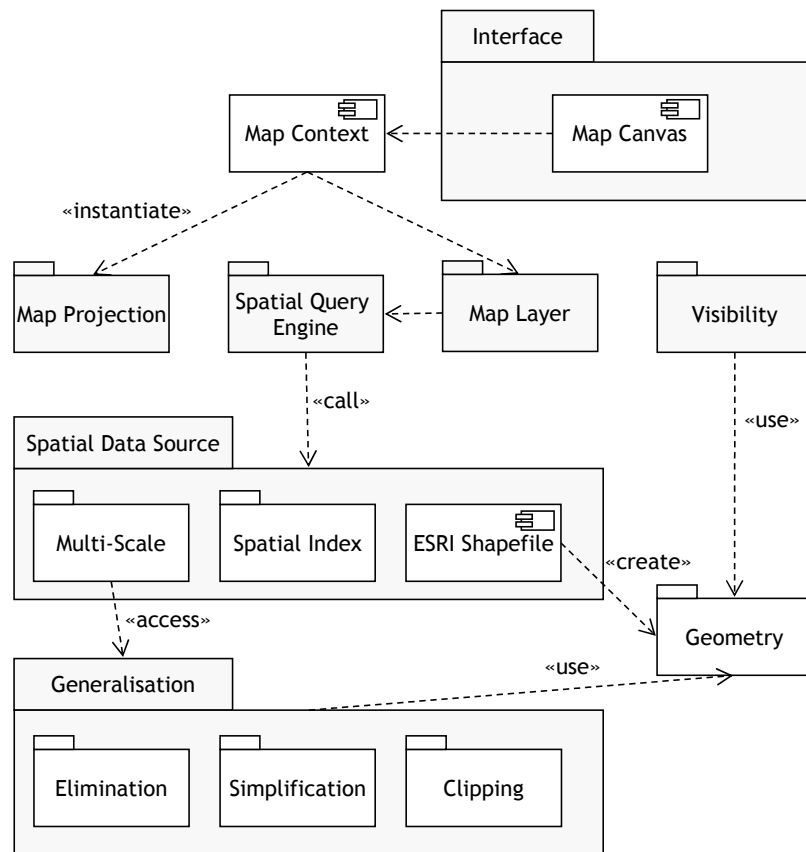 Interface
Map Context
Map Canvas
«instantiate»
Map Projection
Spatial Query
Engine
Map Layer
Visibility
«call»
«use»
Spatial Data Source
Multi-Scale
Spatial Index
ESRI Shapefile
«create»
«access»
Geometry
«use»
Generalisation
Elimination
Simplification
Clipping